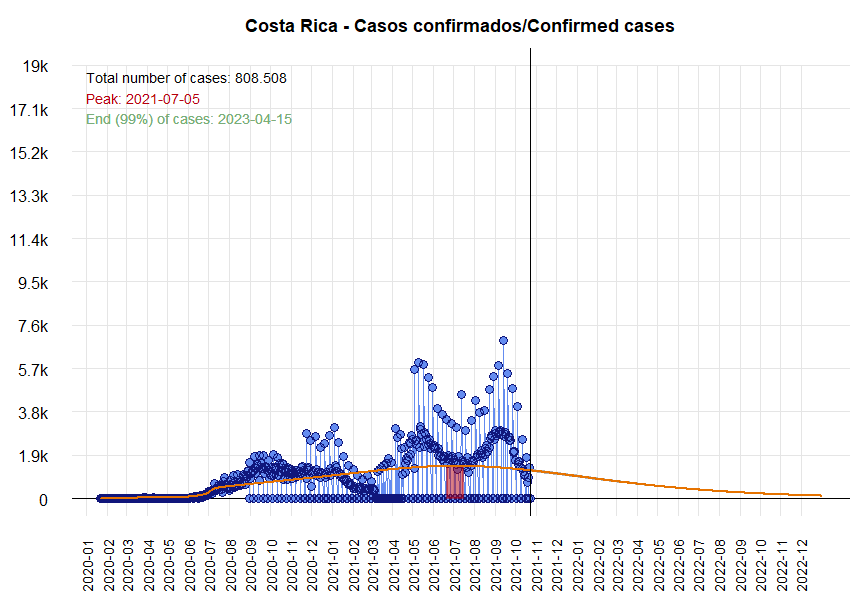 Costa Rica - Casos confirmados/Confirmed cases
19k
Total number of cases: 808.508
Peak: 2021-07-05
17.1k
End (99%) of cases: 2023-04-15
15.2k
13.3k
11.4k
9.5k
7.6k
5.7k
3.8k
1.9k
0
2020-01
2020-02
2020-03
2020-04
2020-05
2020-06
2020-07
2020-08
2020-09
2020-10
2020-11
2020-12
2021-01
2021-02
2021-03
2021-04
2021-05
2021-06
2021-07
2021-08
2021-09
2021-10
2021-11
2021-12
2022-01
2022-02
2022-03
2022-04
2022-05
2022-06
2022-07
2022-08
2022-09
2022-10
2022-11
2022-12